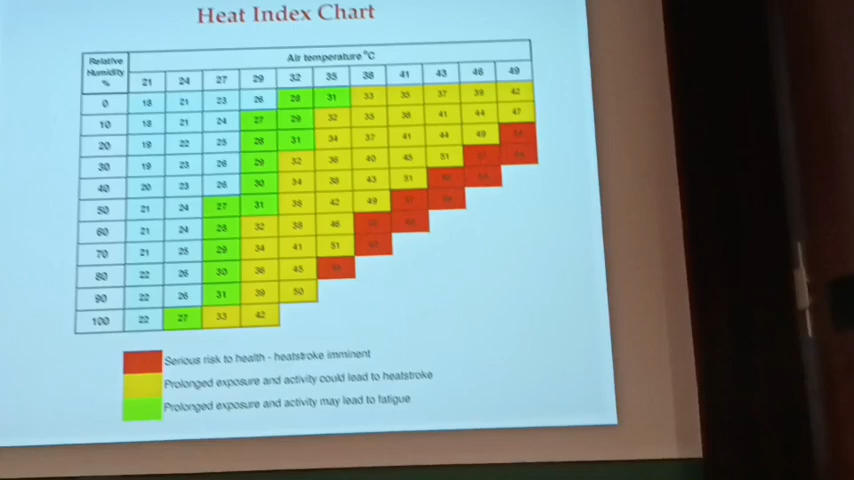 Heat Index Chart
Relative Humidity % Air temperature °C
21 24 27 29 32 35 38 41 43 46 49
0 18 21 23 26 28 31 33 35 37 39 42
10 18 21 24 27 29 32 35 38 41 44 47
20 19 22 25 28 31 34 37 41 44 49
30 19 23 26 29 32 36 40 45 51
40 20 23 26 30 34 38 43 51
50 21 24 27 31 36 42 49
60 21 24 28 32 38 46
70 21 25 29 34 41 51
80 22 26 30 36 45
90 22 26 31 39 50
100 22 27 33 42
Serious risk to health - heatstroke imminent
Prolonged exposure and activity could lead to heatstroke
Prolonged exposure and activity may lead to fatigue